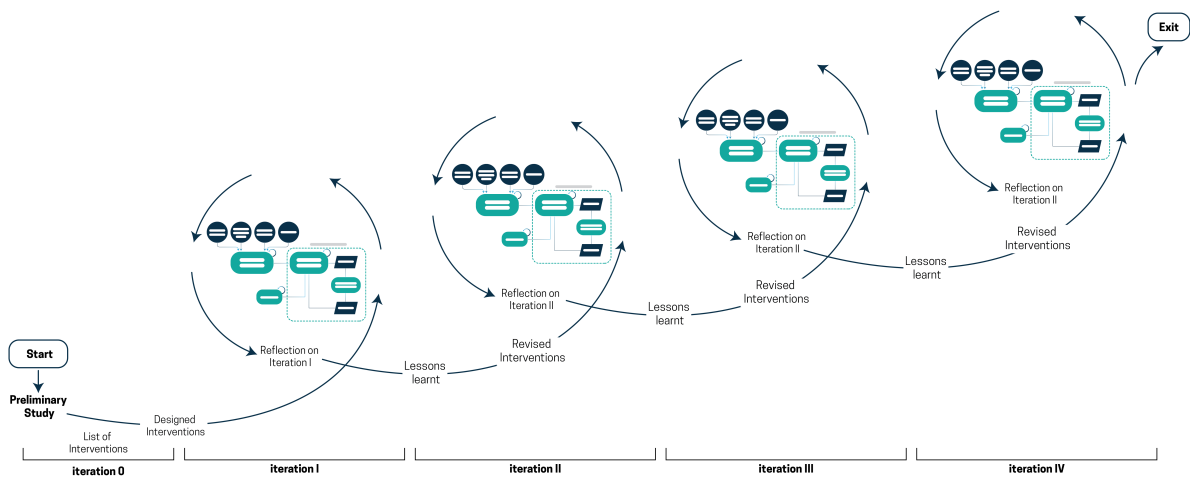 Start
Preliminary
Study
List of
Interventions
Designed
Interventions
Reflection on
Iteration I
Lessons
learnt
Revised
Interventions
Reflection on
Iteration II
Lessons
learnt
Revised
Interventions
Reflection on
Iteration II
Lessons
learnt
Revised
Interventions
Reflection on
Iteration II
Exit
iteration 0
iteration I
iteration II
iteration III
iteration IV